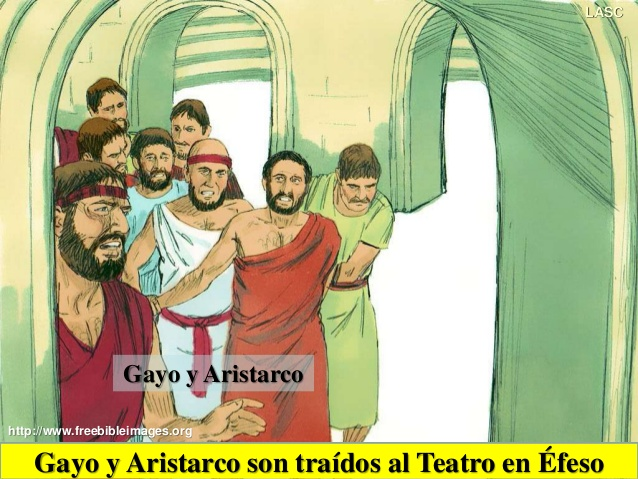 LASC
Gayo y Aristarco
http://www.freebibleimages.org
Gayo y Aristarco son traídos al Teatro en Éfeso